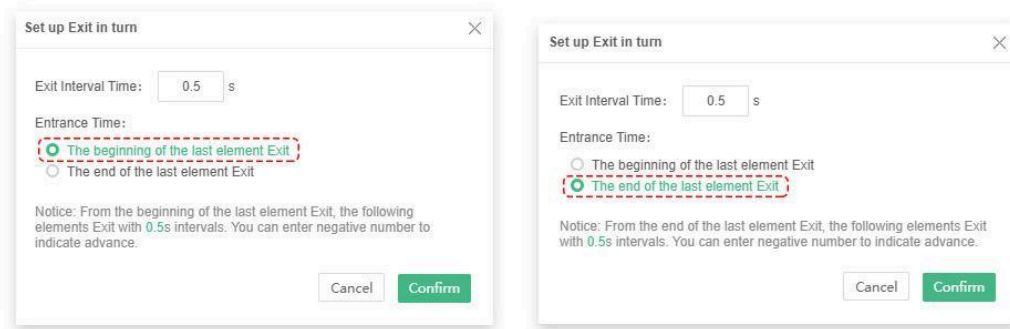 Set up Exit in turn
Exit Interval Time: 0.5 s
Entrance Time:
The beginning of the last element Exit
The end of the last element Exit
Notice: From the beginning of the last element Exit, the following
elements Exit with 0.5s intervals. You can enter negative number to
indicate advance.
Cancel Confirm
Set up Exit in turn
Exit Interval Time: 0.5 s
Entrance Time:
The beginning of the last element Exit
The end of the last element Exit
Notice: From the end of the last element Exit, the following elements Exit
with 0.5s intervals. You can enter negative number to indicate advance.
Cancel Confirm